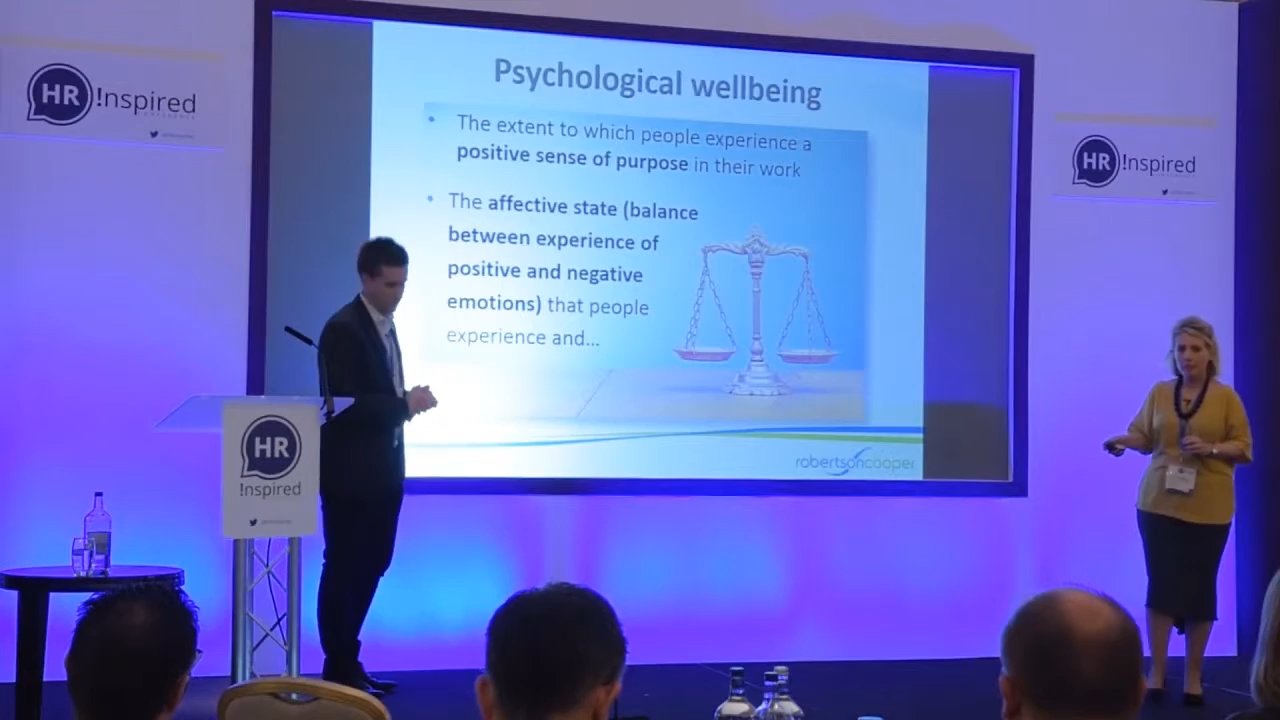 HR !nspired
Psychological wellbeing
• The extent to which people experience a
positive sense of purpose in their work
• The affective state (balance
between experience of
positive and negative
emotions) that people
experience and...
robertsoncooper
HR !nspired
HR
!nspired